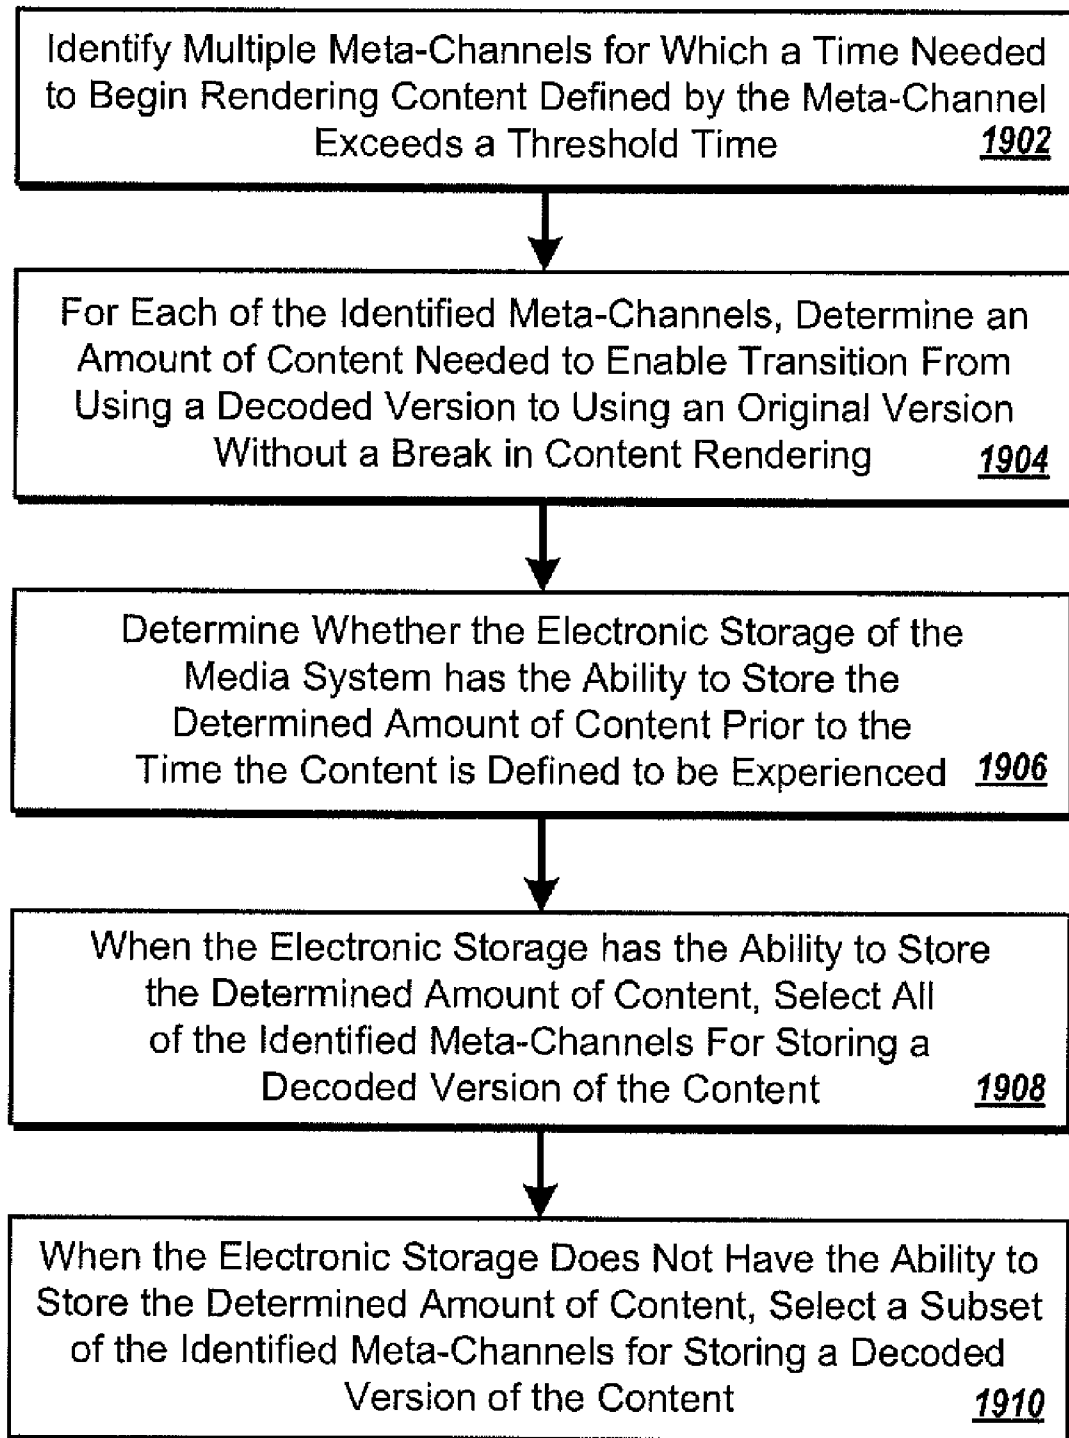 Identify Multiple Meta-Channels for Which a Time Needed
to Begin Rendering Content Defined by the Meta-Channel
Exceeds a Threshold Time 1902
For Each of the Identified Meta-Channels, Determine an
Amount of Content Needed to Enable Transition From
Using a Decoded Version to Using an Original Version
Without a Break in Content Rendering 1904
Determine Whether the Electronic Storage of the
Media System has the Ability to Store the
Determined Amount of Content Prior to the
Time the Content is Defined to be Experienced 1906
When the Electronic Storage has the Ability to Store
the Determined Amount of Content, Select All
of the Identified Meta-Channels For Storing a
Decoded Version of the Content 1908
When the Electronic Storage Does Not Have the Ability to
Store the Determined Amount of Content, Select a Subset
of the Identified Meta-Channels for Storing a Decoded
Version of the Content 1910